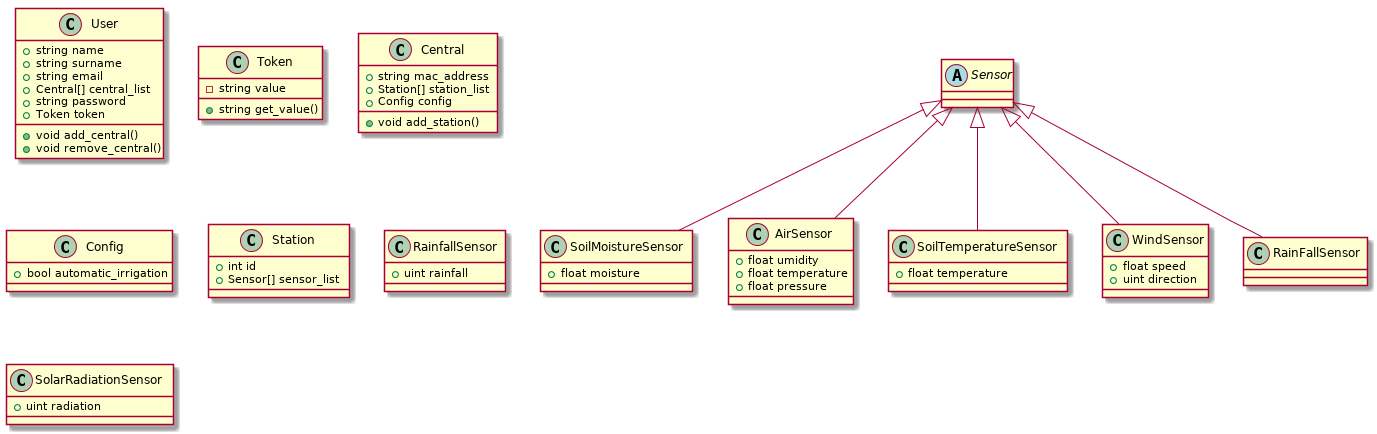 C User
string name
string surname
string email
Central[] central_list
string password
Token token
void add_central()
void remove_central()
C Token
string value
string get_value()
C Central
string mac_address
Station[] station_list
Config config
void add_station()
A Sensor
C Config
bool automatic_irrigation
C Station
int id
Sensor[] sensor_list
C RainfallSensor
uint rainfall
C SoilMoistureSensor
float moisture
C AirSensor
float umidity
float temperature
float pressure
C SoilTemperatureSensor
float temperature
C WindSensor
float speed
uint direction
C RainFallSensor
C SolarRadiationSensor
uint radiation